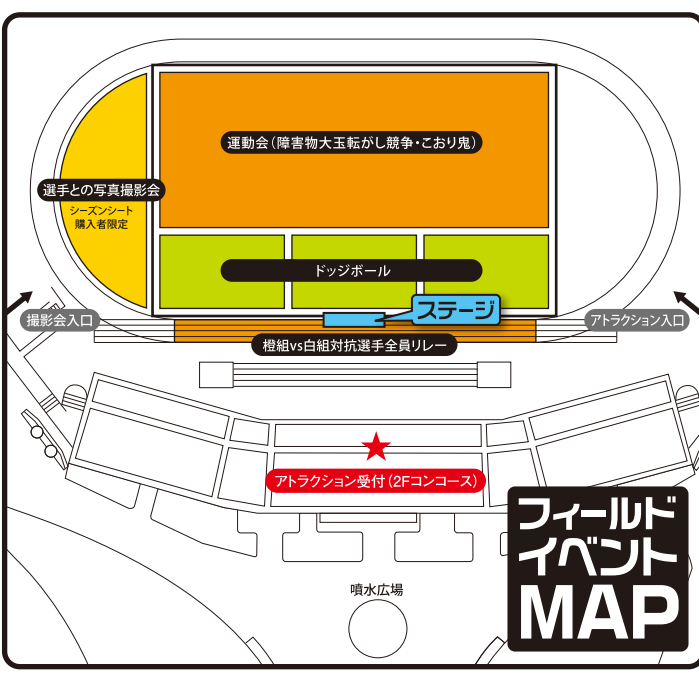 運動会（障害物大玉転がし競争・こおり鬼）
選手との写真撮影会
シーズンシート
購入者限定
ドッジボール
ステージ
撮影会入口
アトラクション入口
橙組vs白組対抗選手全員リレー
アトラクション受付（2Fコンコース）
噴水広場
フィールド
イベント
MAP